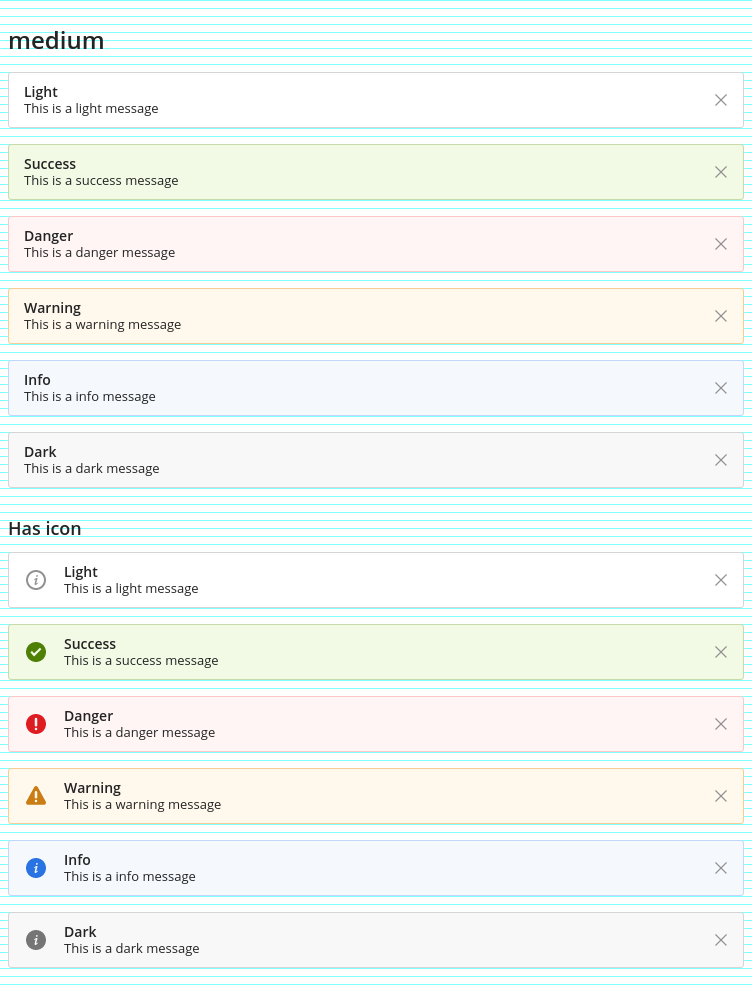 medium
Light
This is a light message
Success
This is a success message
Danger
This is a danger message
Warning
This is a warning message
Info
This is a info message
Dark
This is a dark message
Has icon
Light
This is a light message
Success
This is a success message
Danger
This is a danger message
Warning
This is a warning message
Info
This is a info message
Dark
This is a dark message